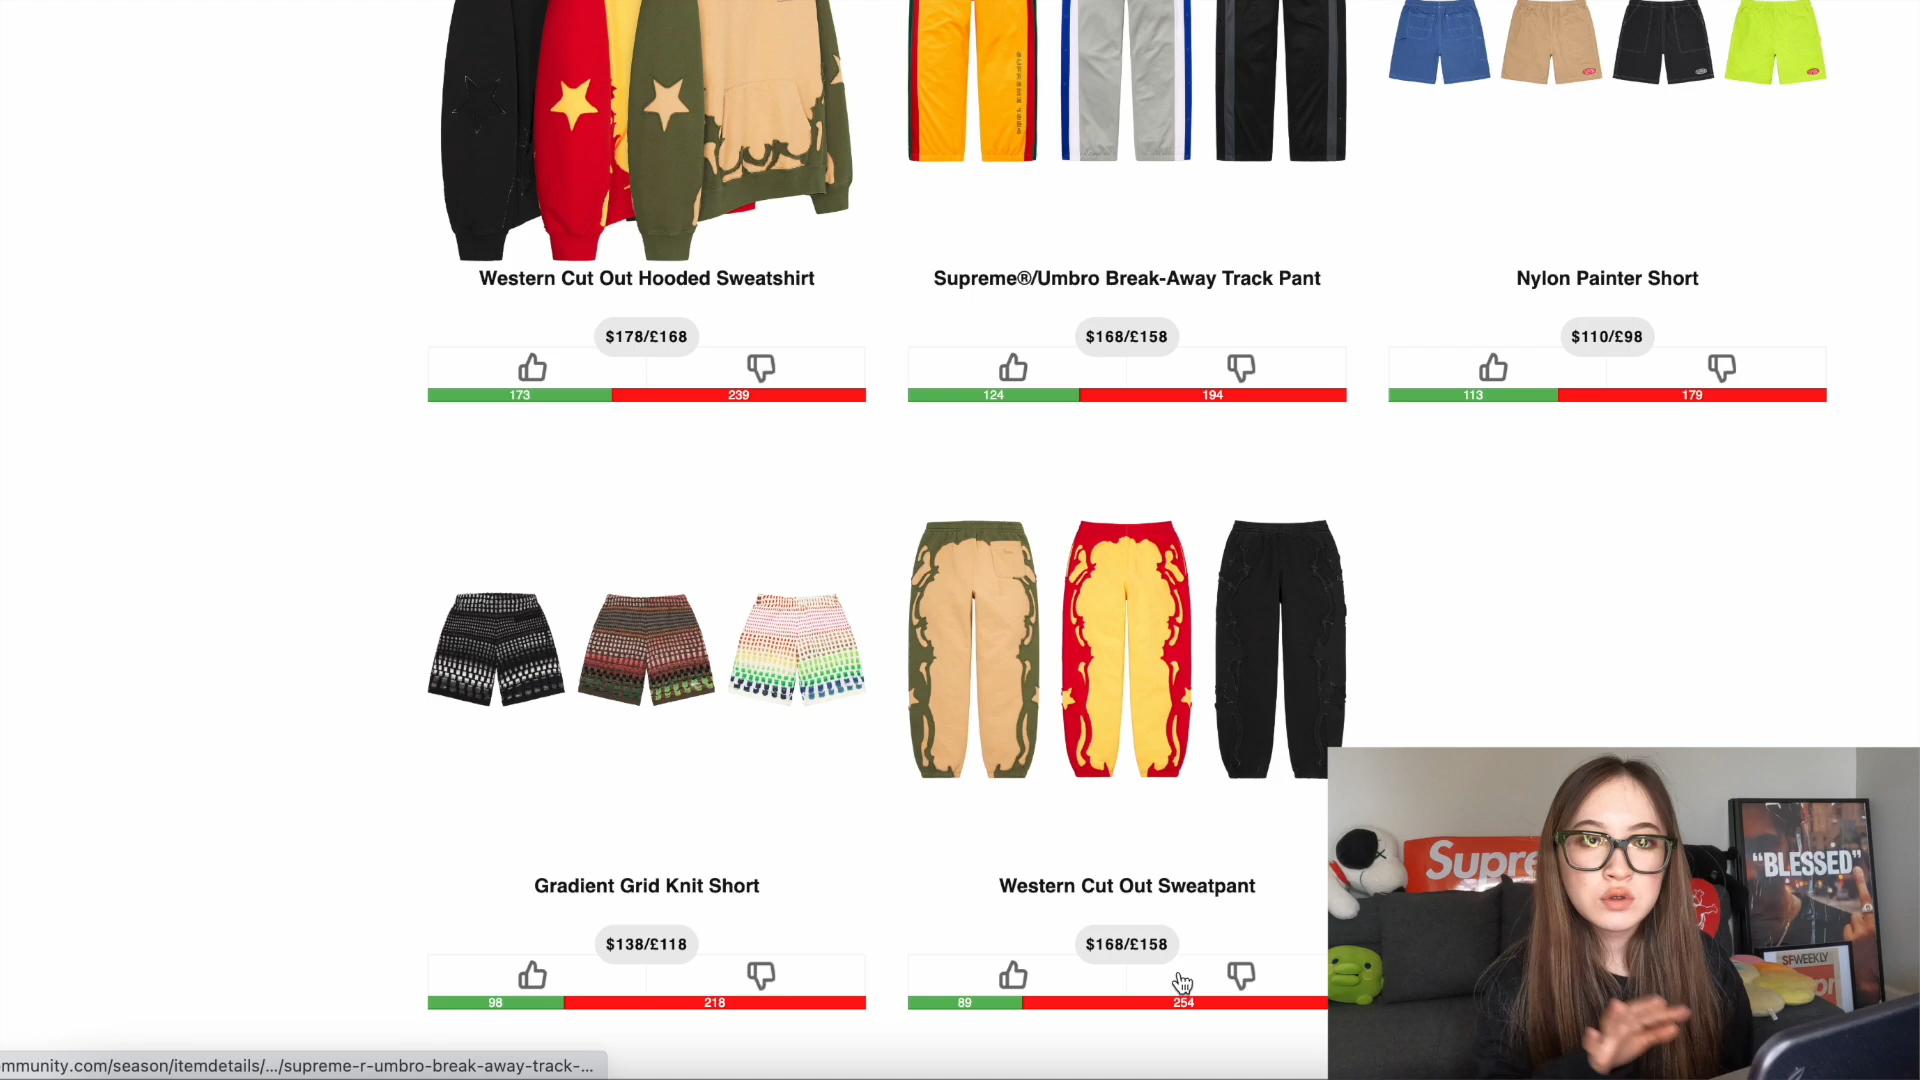 Western Cut Out Hooded Sweatshirt
Supreme®/Umbro Break-Away Track Pant
Nylon Painter Short
$178/£168
$168/£158
$110/£98
173
239
124
194
113
179
Gradient Grid Knit Short
Western Cut Out Sweatpant
$138/£118
$168/£158
98
218
89
254
Supre
“BLESSED”
SFWEEKLY
mmunity.com/season/itemdetails/.../supreme-r-umbro-break-away-track-...